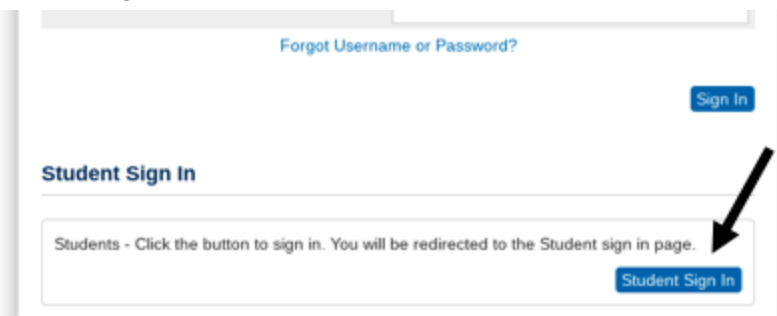 Forgot Username or Password?
Sign In
Student Sign In
Students - Click the button to sign in. You will be redirected to the Student sign in page.
Student Sign In